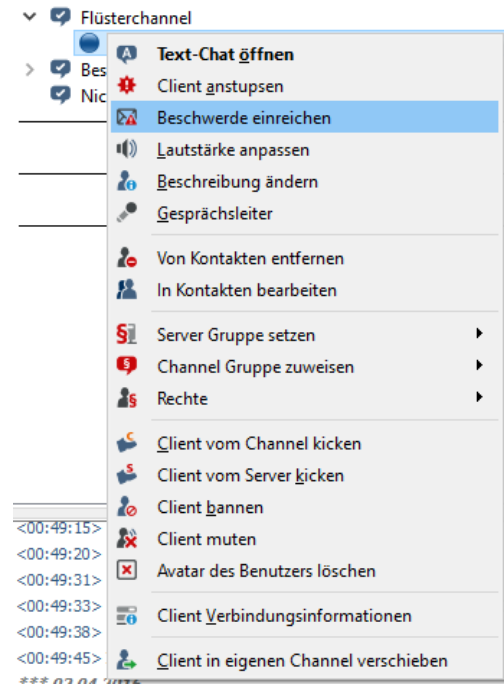 Flüsterchannel
Text-Chat öffnen
Client anstupsen
Bes
Nic
Beschwerde einreichen
Lautstärke anpassen
Beschreibung ändern
Gesprächsleiter
Von Kontakten entfernen
In Kontakten bearbeiten
Server Gruppe setzen
Channel Gruppe zuweisen
Rechte
Client vom Channel kicken
Client vom Server kicken
Client bannen
Client muten
Avatar des Benutzers löschen
Client Verbindungsinformationen
Client in eigenen Channel verschieben
<00:49:15>
<00:49:20>
<00:49:31>
<00:49:33>
<00:49:38>
<00:49:45>
*** 02.04.2016